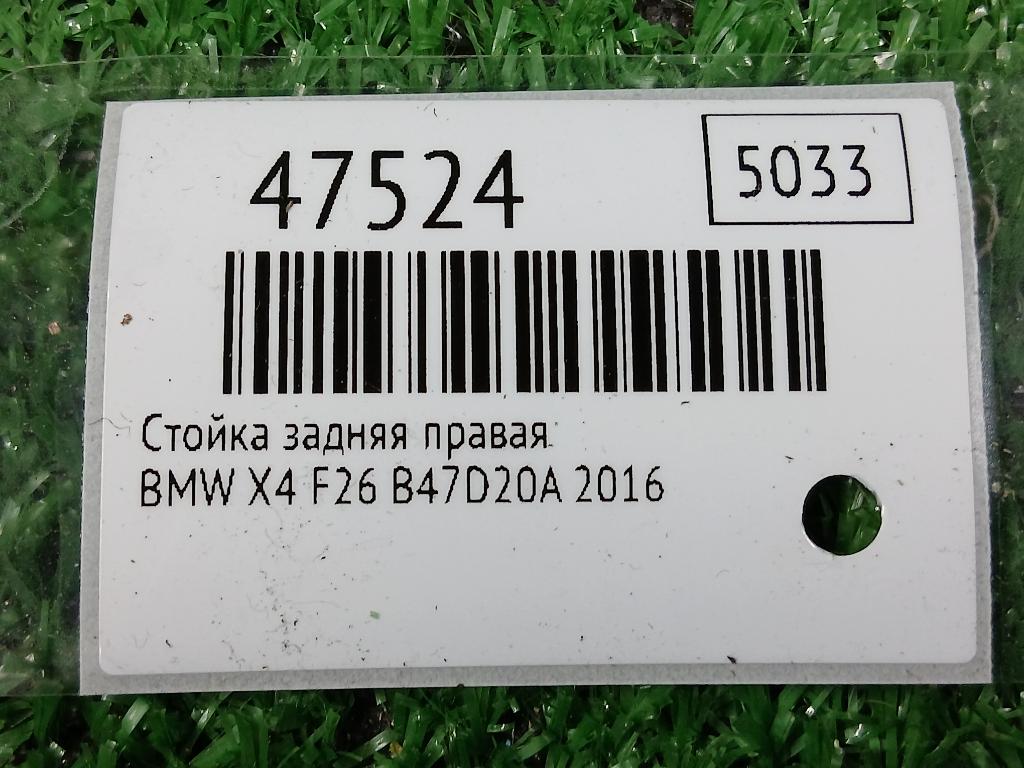 47524
5033
Стойка задняя правая
BMW X4 F26 B47D20A 2016